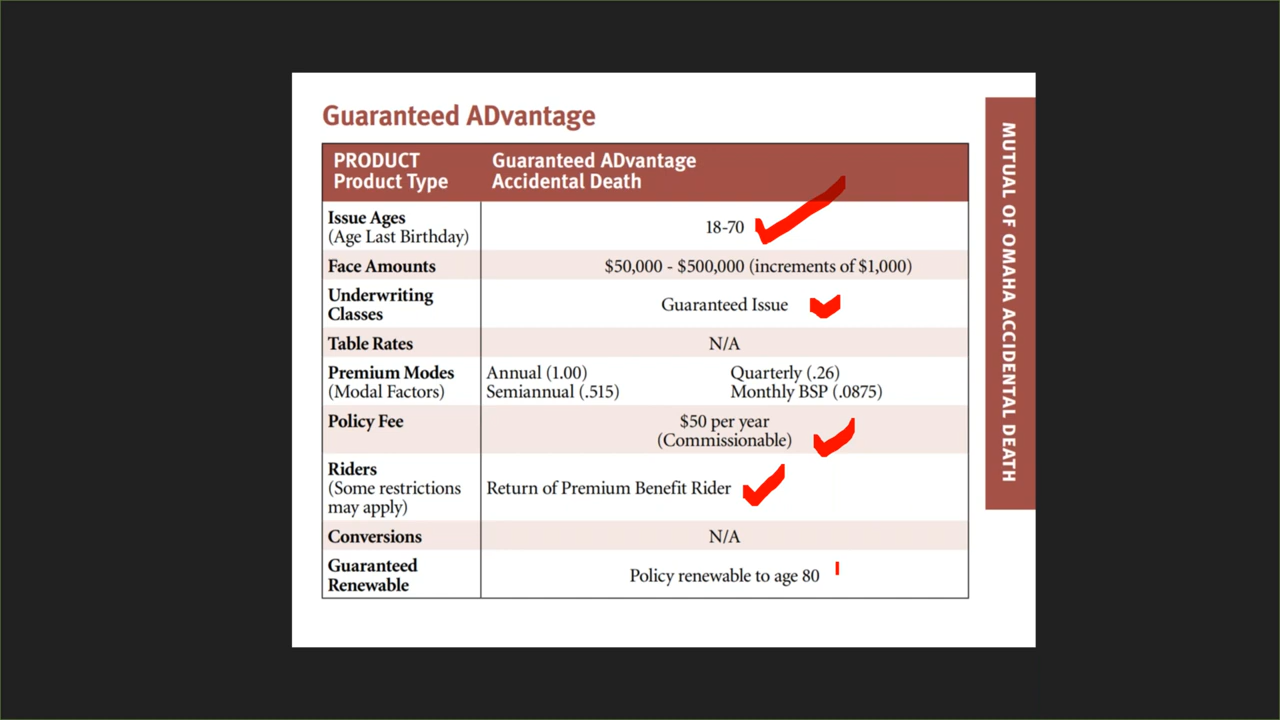 Guaranteed ADvantage
PRODUCT
Product Type
Guaranteed ADvantage
Accidental Death
Issue Ages
(Age Last Birthday)
18-70
Face Amounts
$50,000 - $500,000 (increments of $1,000)
Underwriting
Classes
Guaranteed Issue
Table Rates
N/A
Premium Modes
(Modal Factors)
Annual (1.00)
Semiannual (.515)
Quarterly (.26)
Monthly BSP (.0875)
Policy Fee
$50 per year
(Commissionable)
Riders
(Some restrictions
may apply)
Return of Premium Benefit Rider
Conversions
N/A
Guaranteed
Renewable
Policy renewable to age 80
MUTUAL OF OMAHA ACCIDENTAL DEATH